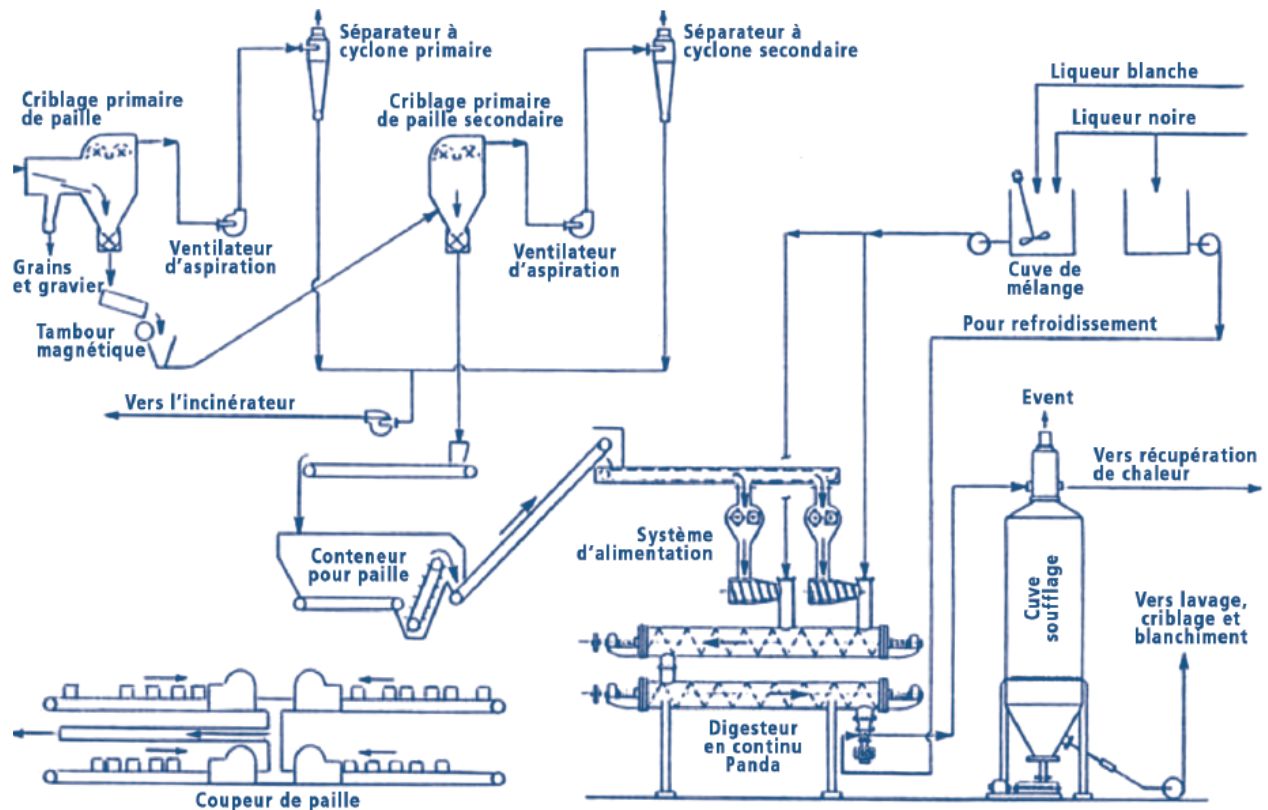 Séparateur à
cyclone primaire
Séparateur à
cyclone secondaire
Liqueur blanche
Criblage primaire
de paille
Criblage primaire
de paille secondaire
Liqueur noire
Ventilateur
d'aspiration
Ventilateur
d'aspiration
Grains
et gravier
Cuve de
mélange
Tambour
magnétique
Pour refroidissement
Vers l'incinérateur
Event
Vers récupération
de chaleur
Système
d'alimentation
Conteneur
pour paille
Cuve
soufflage
Vers lavage,
criblage et
blanchiment
Digesteur
en continu
Panda
Coupeur de paille